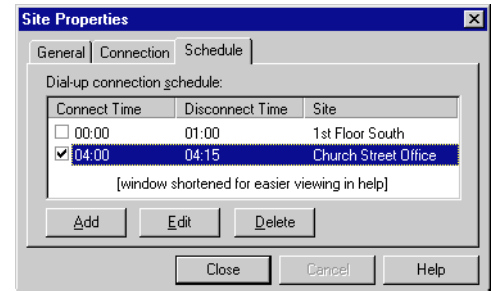 Site Properties
General Connection Schedule
Dial-up connection schedule:
Connect Time Disconnect Time Site
00:00 01:00 1st Floor South
04:00 04:15 Church Street Office
[window shortened for easier viewing in help]
Add Edit Delete
Close Cancel Help